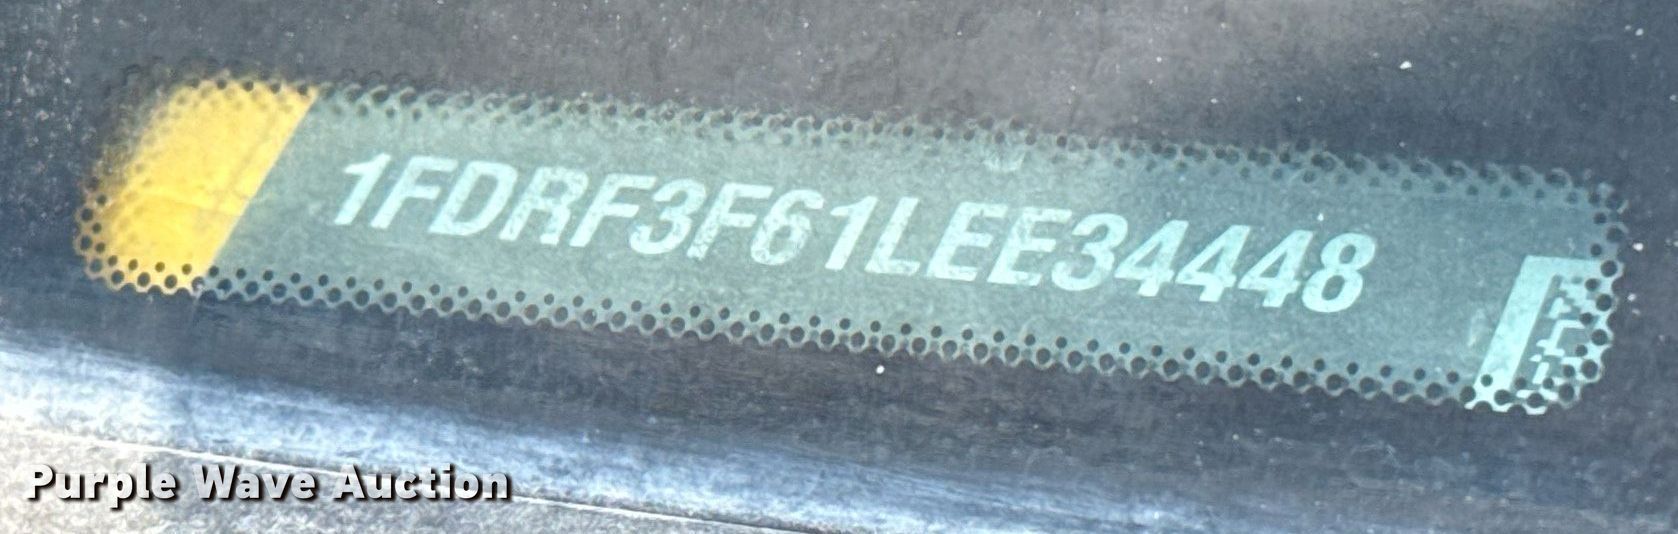 1FDRF3F61LEE34448
Purple Wave Auction